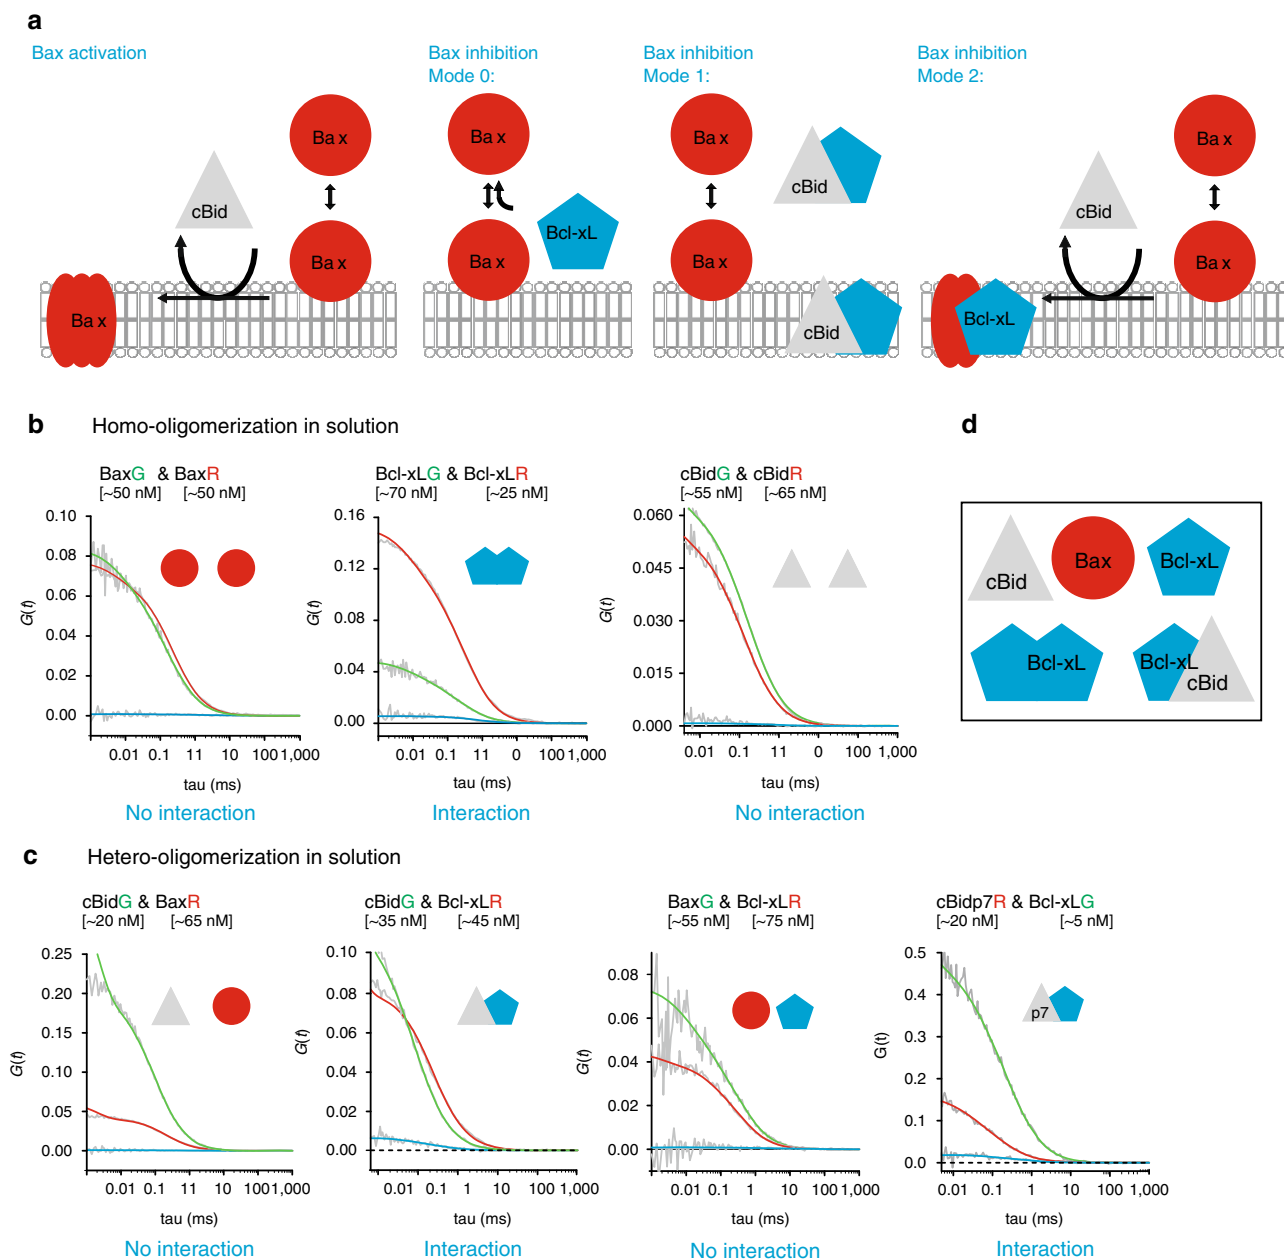 a
Bax activation
Bax inhibition
Mode 0:
Bax inhibition
Mode 1:
Bax inhibition
Mode 2:
Ba x
cBid
Ba x
Ba x
Ba x
Bcl-xL
Ba x
Ba x
Ba x
cBid
cBid
Ba x
cBid
Ba x
Bcl-xL
b Homo-oligomerization in solution
BaxG & BaxR
[~50 nM] [~50 nM]
0.10
0.08
0.06
0.04
0.02
0.00
G(t)
0.01 0.1 11 10 100 1,000
tau (ms)
No interaction
Bcl-xLG & Bcl-xLR
[~70 nM] [~25 nM]
0.16
0.12
0.08
0.04
0.00
G(t)
0.01 0.1 11 0 100 1,000
tau (ms)
Interaction
cBidG & cBidR
[~55 nM] [~65 nM]
0.060
0.045
0.030
0.015
0.000
G(t)
0.01 0.1 11 0 100 1,000
tau (ms)
No interaction
d
cBid
Bax
Bcl-xL
Bcl-xL
Bcl-xL
cBid
c Hetero-oligomerization in solution
cBidG & BaxR
[~20 nM] [~65 nM]
0.25
0.20
0.15
0.10
0.05
0.00
G(t)
0.01 0.1 1 10 100 1,000
tau (ms)
No interaction
cBidG & Bcl-xLR
[~35 nM] [~45 nM]
0.10
0.08
0.06
0.04
0.02
0.00
G(t)
0.01 0.1 1 10 100 1,000
tau (ms)
Interaction
BaxG & Bcl-xLR
[~55 nM] [~75 nM]
0.08
0.06
0.04
0.02
0.00
G(t)
0.01 0.1 1 10 100 1,000
tau (ms)
No interaction
cBidp7R & Bcl-xLG
[~20 nM] [~5 nM]
p7
0.5
0.4
0.3
0.2
0.1
0.0
G(t)
0.01 0.1 1 10 100 1,000
tau (ms)
Interaction